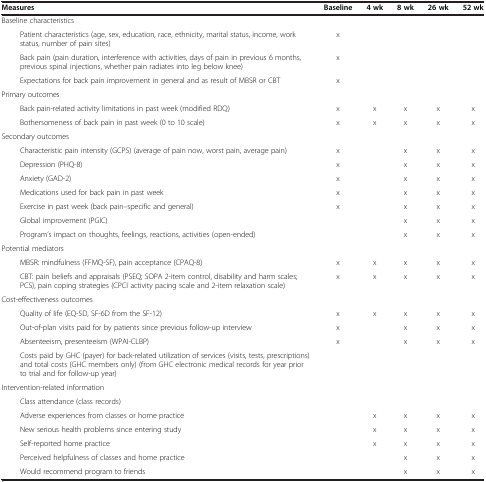 Measures Baseline 4 wk 8 wk 26 wk 52 wk
Baseline characteristics
Patient characteristics (age, sex, education, race, ethnicity, marital status, income, work x
status, number of pain sites)
Back pain (pain duration, interference with activities, days of pain in previous 6 months, x
previous spinal injections, whether pain radiates into leg below knee)
Expectations for back pain improvement in general and as result of MBSR or CBT x
Primary outcomes
Back pain-related activity limitations in past week (modified RDQ) x x x x x
Bothersomeness of back pain in past week (0 to 10 scale) x x x x x
Secondary outcomes
Characteristic pain intensity (GCPS) (average of pain now, worst pain, average pain) x x x x
Depression (PHQ-8) x x x x
Anxiety (GAD-2) x x x x
Medications used for back pain in past week x x x x
Exercise in past week (back pain–specific and general) x x x x
Global improvement (PGIC) x x x
Program's impact on thoughts, feelings, reactions, activities (open-ended) x x x
Potential mediators
MBSR: mindfulness (FFMQ-SF), pain acceptance (CPAQ-8) x x x x x
CBT: pain beliefs and appraisals (PSEQ; SOPA 2-item control, disability and harm scales; x x x x x
PCS), pain coping strategies (CPCI activity pacing scale and 2-item relaxation scale)
Cost-effectiveness outcomes
Quality of life (EQ-5D, SF-6D from the SF-12) x x x x x
Out-of-plan visits paid for by patients since previous follow-up interview x x x x
Absenteeism, presenteeism (WPAI-CLBP) x x x x
Costs paid by GHC (payer) for back-related utilization of services (visits, tests, prescriptions)
and total costs (GHC members only) (from GHC electronic medical records for year prior
to trial and for follow-up year)
Intervention-related information
Class attendance (class records)
Adverse experiences from classes or home practice x x x x
New serious health problems since entering study x x x x
Self-reported home practice x x x x
Perceived helpfulness of classes and home practice x x x
Would recommend program to friends x x x